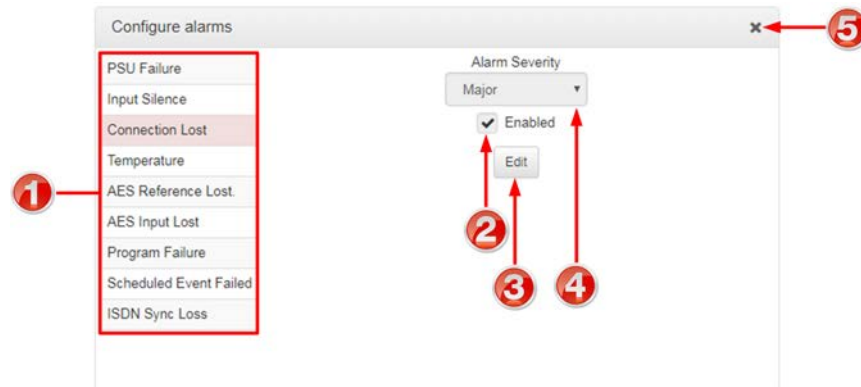 Configure alarms
5
PSU Failure
Input Silence
Connection Lost
Temperature
AES Reference Lost.
AES Input Lost
Program Failure
Scheduled Event Failed
ISDN Sync Loss
1
Alarm Severity
Major
Enabled
Edit
2
3
4